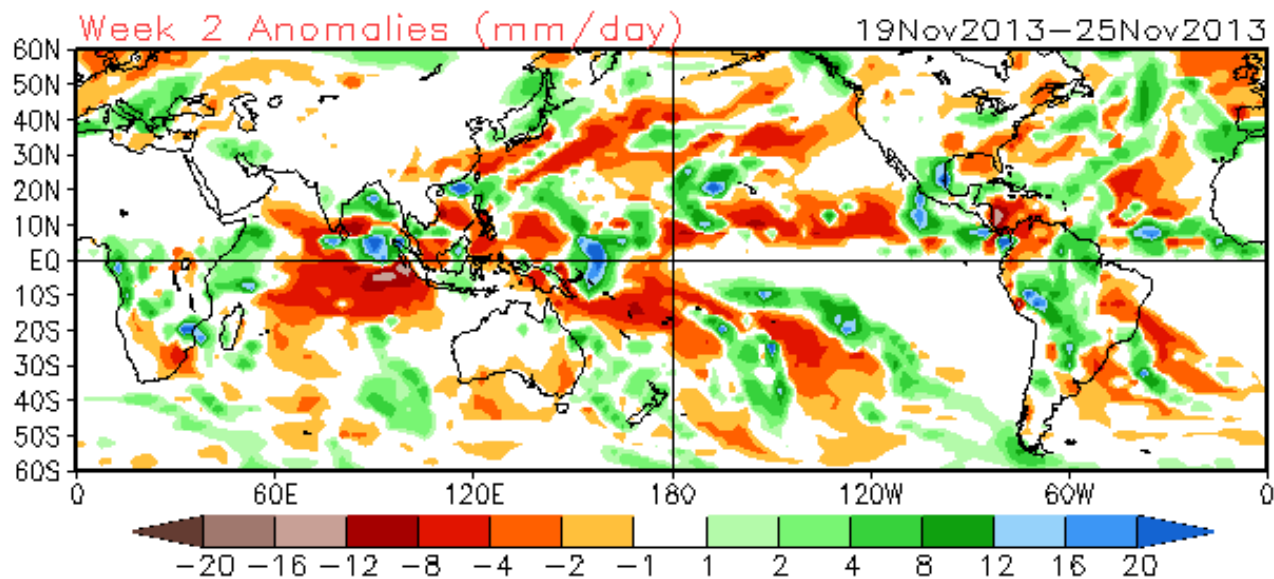 Week 2 Anomalies (mm/day) 19Nov2013−25Nov2013
60N
50N
40N
30N
20N
10N
EQ
10S
20S
30S
40S
50S
60S
0 60E 120E 180 120W 60W 0
−20 −16 −12 −8 −4 −2 −1 1 2 4 8 12 16 20